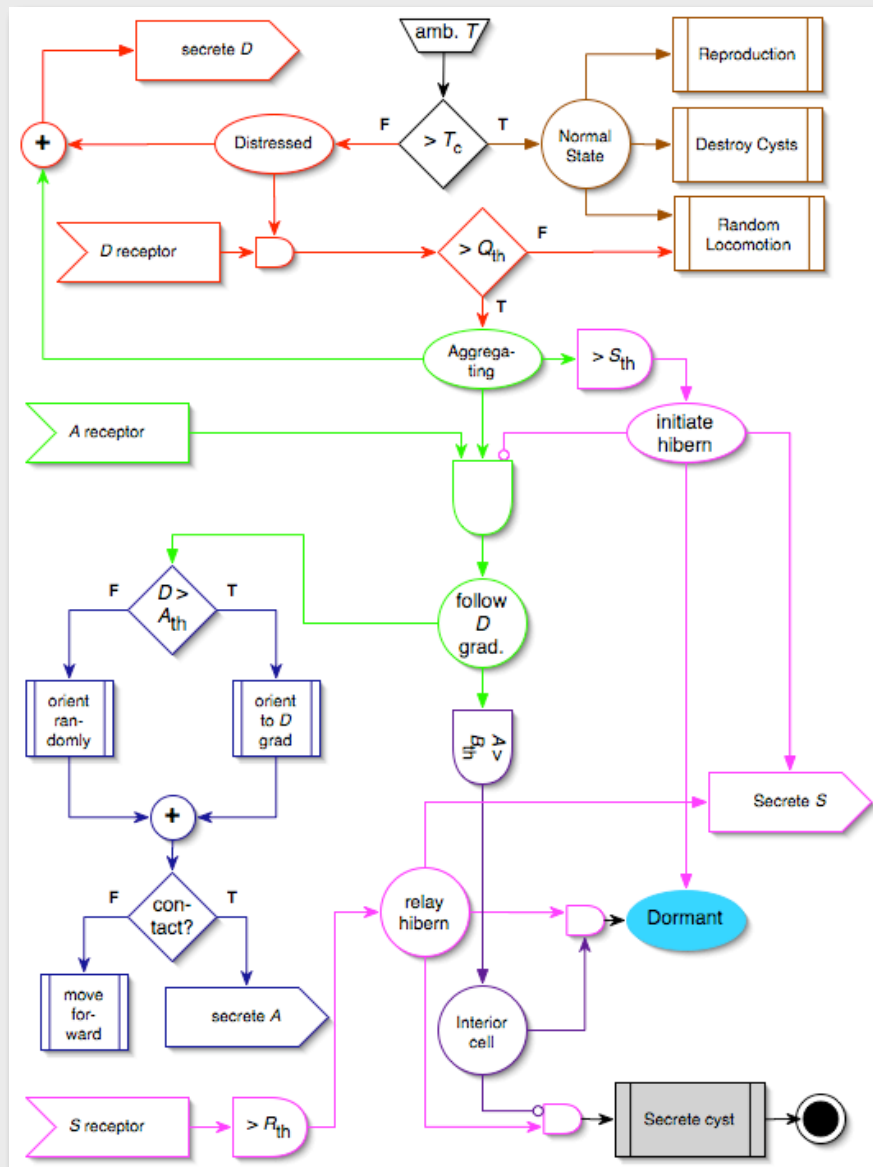 amb. T
secrete D
Reproduction
+
Distressed
F
> Tc
T
Normal
State
Destroy Cysts
D receptor
> Qth
F
T
Random
Locomotion
Aggrega-
ting
> Sth
A receptor
initiate
hibern
F
D >
Ath
T
follow
D
grad.
orient
ran-
domly
orient
to D
grad
A >
Bth
+
Secrete S
F
con-
tact?
T
relay
hibern
Dormant
move
for-
ward
secrete A
Interior
cell
S receptor
> Rth
Secrete cyst